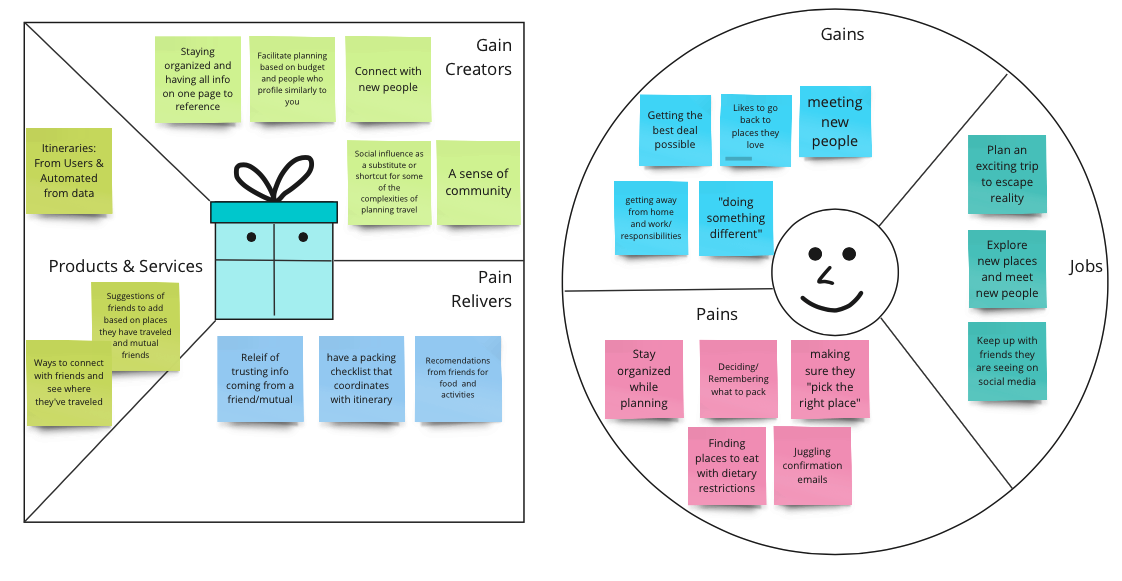 Gain
Creators
Staying
organized and
having all info
on one page to
reference
Facilitate planning
based on budget
and people who
profile similarly to
you
Connect with
new people
Social influence as
a substitute or
shortcut for some
of the
complexities of
planning travel
A sense of
community
Itineraries:
From Users &
Automated
from data
Products & Services
Suggestions of
friends to add
based on places
they have traveled
and mutual
friends
Ways to connect
with friends and
see where
they've traveled
Pain
Relivers
Releif of
trusting info
coming from a
friend/mutual
have a packing
checklist that
coordinates
with itinerary
Recomendations
from friends for
food and
activities
Gains
Getting the
best deal
possible
Likes to go
back to
places they
love
meeting
new
people
getting away
from home
and work/
responsibilities
"doing
something
different"
Pains
Stay
organized
while
planning
Deciding/
Remembering
what to pack
making
sure they
"pick the
right place"
Finding
places to eat
with dietary
restrictions
Juggling
confirmation
emails
Jobs
Plan an
exciting trip
to escape
reality
Explore
new places
and meet
new people
Keep up with
friends they
are seeing on
social media